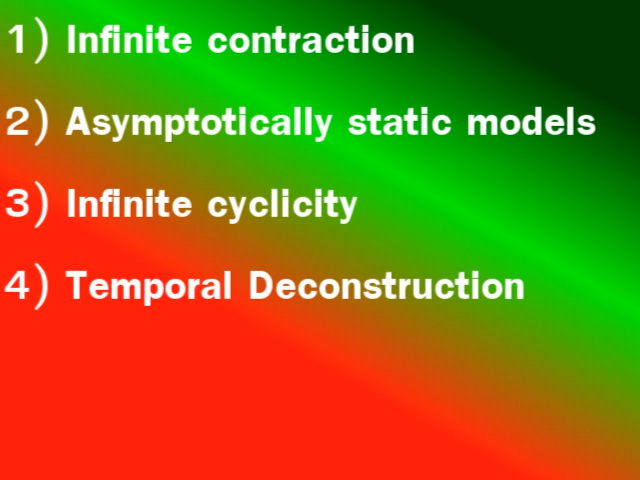 1) Infinite contraction
2) Asymptotically static models
3) Infinite cyclicity
4) Temporal Deconstruction